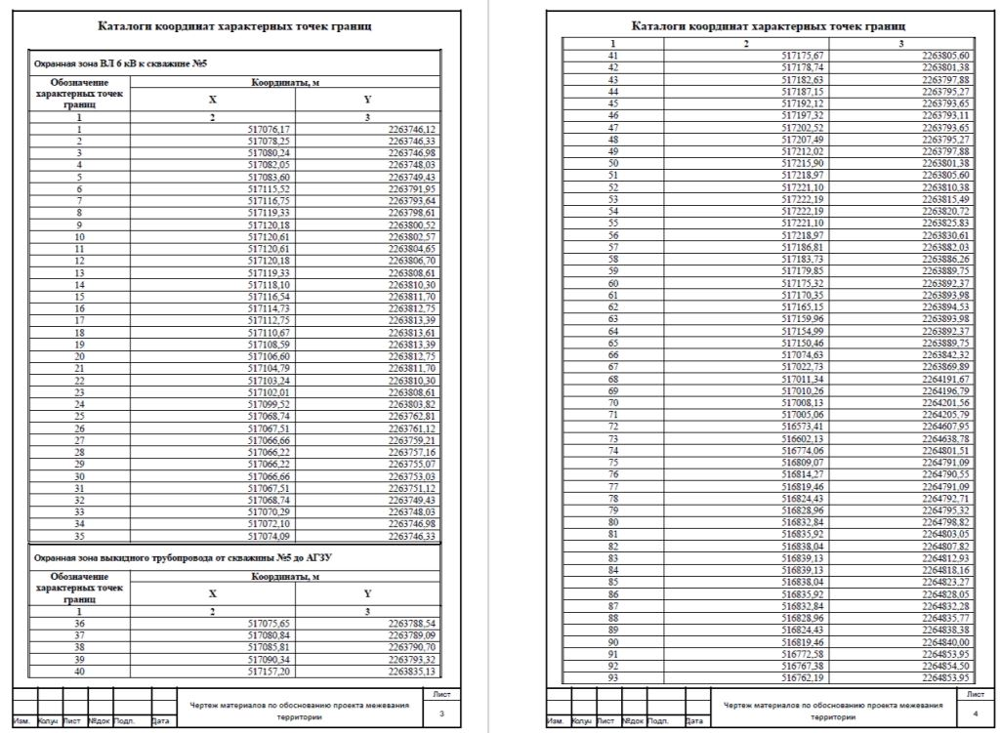 Каталоги координат характерных точек границ
Охранная зона ВЛ 6 кВ к скважине №5
Обозначение характерных точек границ Координаты, м
X Y
1 2 3
1 517076,17 2263746,12
2 517078,25 2263746,33
3 517080,24 2263746,98
4 517082,05 2263748,03
5 517083,60 2263749,43
6 517115,52 2263791,95
7 517116,75 2263793,64
8 517119,33 2263798,61
9 517120,18 2263800,52
10 517120,61 2263802,57
11 517120,61 2263804,65
12 517120,18 2263806,70
13 517119,33 2263808,61
14 517118,10 2263810,30
15 517116,54 2263811,70
16 517114,73 2263812,75
17 517112,75 2263813,39
18 517110,67 2263813,61
19 517108,59 2263813,39
20 517106,60 2263812,75
21 517104,79 2263811,70
22 517103,24 2263810,30
23 517102,01 2263808,61
24 517099,52 2263803,82
25 517068,74 2263762,81
26 517067,51 2263761,12
27 517066,66 2263759,21
28 517066,22 2263757,16
29 517066,22 2263755,07
30 517066,66 2263753,03
31 517067,51 2263751,12
32 517068,74 2263749,43
33 517070,29 2263748,03
34 517072,10 2263746,98
35 517074,09 2263746,33
Охранная зона выкидного трубопровода от скважины №5 до АГЗУ
Обозначение характерных точек границ Координаты, м
X Y
1 2 3
36 517075,65 2263788,54
37 517080,84 2263789,09
38 517085,81 2263790,70
39 517090,34 2263793,32
40 517157,20 2263835,13
Изм. Колуч Лист №док Подп. Дата
Чертеж материалов по обоснованию проекта межевания
территории
Лист
3
Каталоги координат характерных точек границ
1 2 3
41 517175,67 2263805,60
42 517178,74 2263801,38
43 517182,63 2263797,88
44 517187,15 2263795,27
45 517192,12 2263793,65
46 517197,32 2263793,11
47 517202,52 2263793,65
48 517207,49 2263795,27
49 517212,02 2263797,88
50 517215,90 2263801,38
51 517218,97 2263805,60
52 517221,10 2263810,38
53 517222,19 2263815,49
54 517222,19 2263820,72
55 517221,10 2263825,83
56 517218,97 2263830,61
57 517186,81 2263882,03
58 517183,73 2263886,26
59 517179,85 2263889,75
60 517175,32 2263892,37
61 517170,35 2263893,98
62 517165,15 2263894,53
63 517159,96 2263893,98
64 517154,99 2263892,37
65 517150,46 2263889,75
66 517074,63 2263842,32
67 517022,73 2263869,89
68 517011,34 2264191,67
69 517010,26 2264196,79
70 517008,13 2264201,56
71 517005,06 2264205,79
72 516573,41 2264607,95
73 516602,13 2264638,78
74 516774,06 2264801,51
75 516809,07 2264791,09
76 516814,27 2264790,55
77 516819,46 2264791,09
78 516824,43 2264792,71
79 516828,96 2264795,32
80 516832,84 2264798,82
81 516835,92 2264803,05
82 516838,04 2264807,82
83 516839,13 2264812,93
84 516839,13 2264818,16
85 516838,04 2264823,27
86 516835,92 2264828,05
87 516832,84 2264832,28
88 516828,96 2264835,77
89 516824,43 2264838,38
90 516819,46 2264840,00
91 516772,58 2264853,95
92 516767,38 2264854,50
93 516762,19 2264853,95
Изм. Колуч Лист №док Подп. Дата
Чертеж материалов по обоснованию проекта межевания
территории
Лист
4